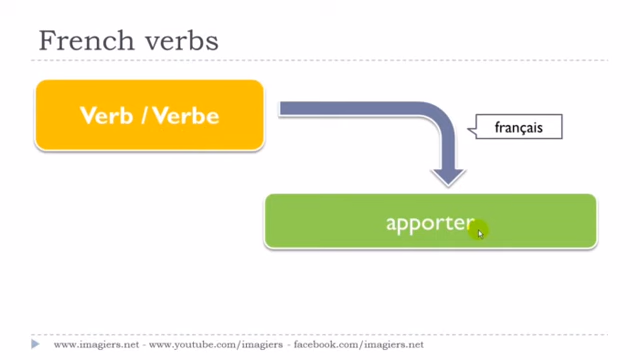 French verbs
Verb / Verbe
français
apporter
www.imagiers.net - www.youtube.com/imagiers - facebook.com/imagiers.net